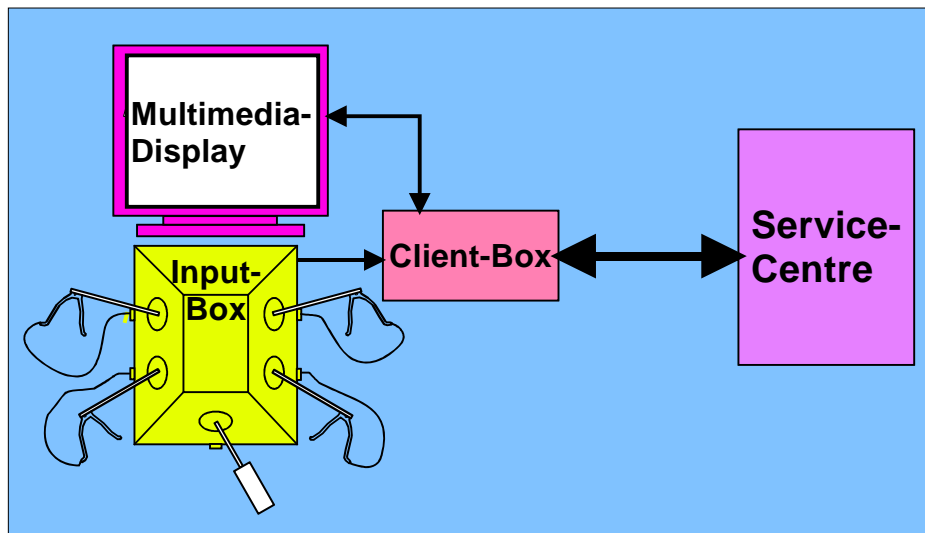 Multimedia-
Display
Input-
Box
Client-Box
Service-
Centre